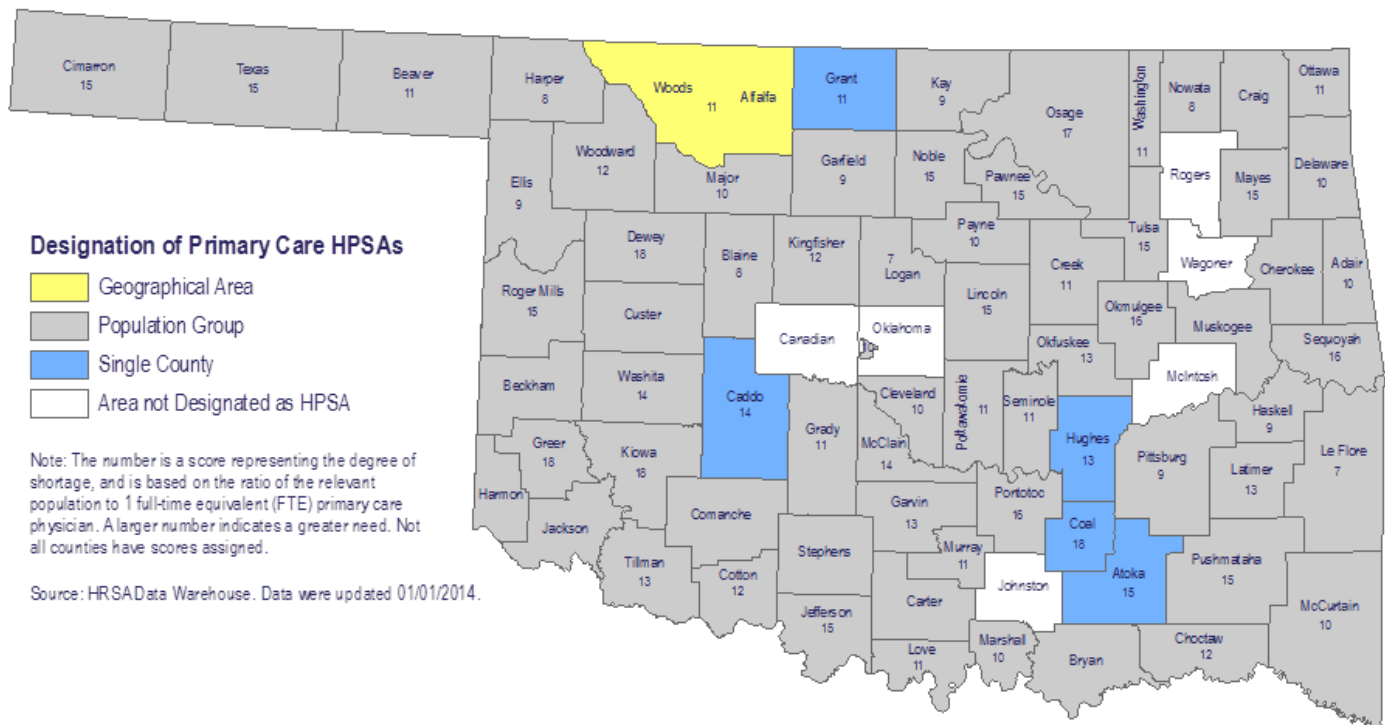 Cimarron
15
Texas
15
Beaver
11
Harper
8
Woods
11
Alfalfa
Grant
11
Kay
9
Osage
17
Washington
11
Nowata
8
Craig
Ottawa
11
Woodward
12
Ellis
9
Major
10
Garfield
9
Noble
15
Pawnee
15
Rogers
Mayes
15
Delaware
10
Dewey
18
Blaine
8
Kingfisher
12
7
Logan
Payne
10
Creek
11
Tulsa
15
Wagoner
Cherokee
Adair
10
Designation of Primary Care HPSAs
Geographical Area
Population Group
Single County
Area not Designated as HPSA
Roger Mills
15
Custer
Canadian
Oklahoma
Lincoln
15
Okmulgee
16
Muskogee
Sequoyah
16
Okfuskee
13
McIntosh
Beckham
Washita
14
Caddo
14
Grady
11
Cleveland
10
McClain
14
Pottawatomie
11
Seminole
11
Hughes
13
Pittsburg
9
Haskell
9
Le Flore
7
Latimer
13
Greer
18
Kiowa
18
Harmon
Jackson
Comanche
Garvin
13
Pontotoc
16
Coal
18
Tillman
13
Cotton
12
Stephens
Murray
11
Johnston
Atoka
15
Pushmataha
15
McCurtain
10
Jefferson
15
Carter
Love
11
Marshall
10
Bryan
Choctaw
12
Note: The number is a score representing the degree of
shortage, and is based on the ratio of the relevant
population to 1 full-time equivalent (FTE) primary care
physician. A larger number indicates a greater need. Not
all counties have scores assigned.
Source: HRSA Data Warehouse. Data were updated 01/01/2014.